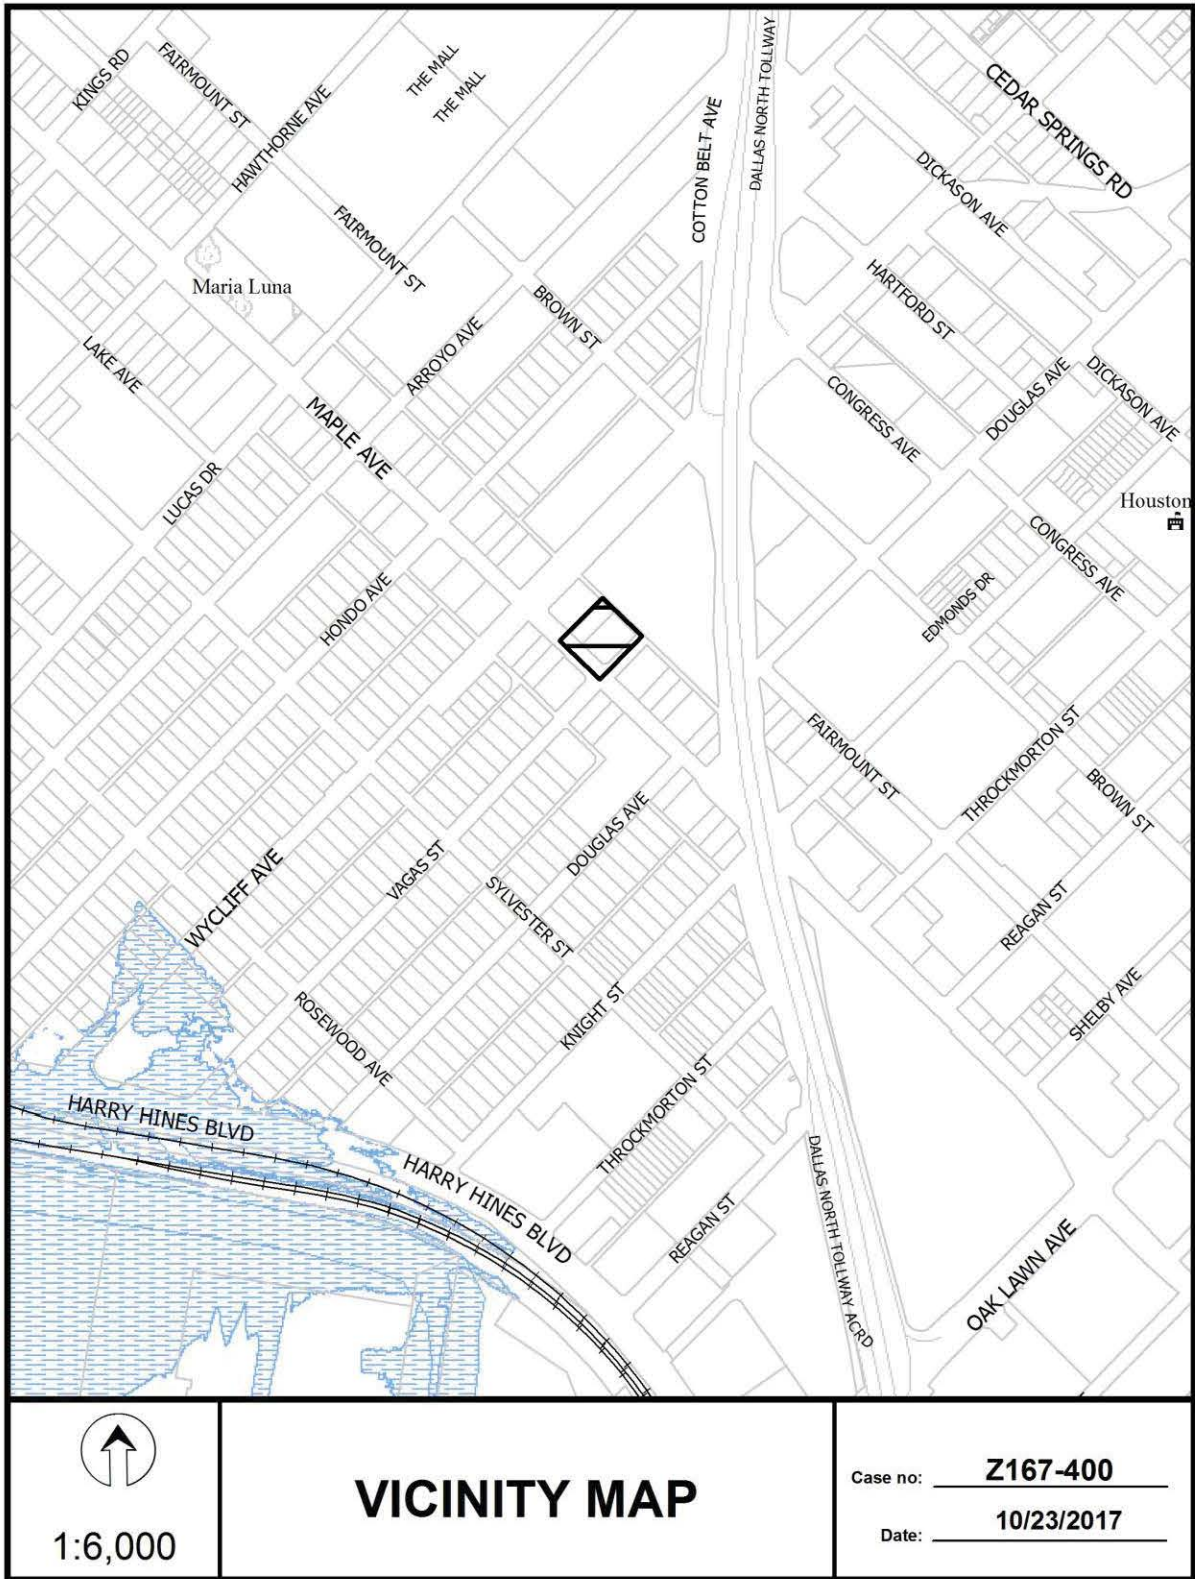 KINGS RD
FAIRMOUNT ST
HAWTHORNE AVE
THE MALL
THE MALL
COTTON BELT AVE
DALLAS NORTH TOLLWAY
CEDAR SPRINGS RD
DICKASON AVE
FAIRMOUNT ST
Maria Luna
HARTFORD ST
BROWN ST
LAKE AVE
ARROYO AVE
MAPLE AVE
CONGRESS AVE
DOUGLAS AVE
DICKASON AVE
LUCAS DR
Houston
CONGRESS AVE
HONDO AVE
EDMONDS DR
FAIRMOUNT ST
THROCKMORTON ST
BROWN ST
DOUGLAS AVE
VAGAS ST
WYCLIFF AVE
SYLVESTER ST
REAGAN ST
KNIGHT ST
ROSEWOOD AVE
SHELBY AVE
HARRY HINES BLVD
THROCKMORTON ST
HARRY HINES BLVD
REAGAN ST
DALLAS NORTH TOLLWAY ACRD
OAK LAWN AVE
1:6,000
VICINITY MAP
Case no: Z167-400
Date: 10/23/2017